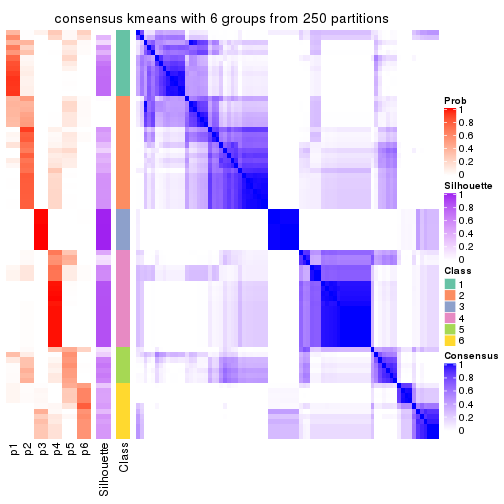 consensus kmeans with 6 groups from 250 partitions
Prob
1
0.8
0.6
0.4
0.2
0
Silhouette
1
0.8
0.6
0.4
0.2
0
Class
1
2
3
4
5
6
Consensus
1
0.8
0.6
0.4
0.2
0
p1
p2
p3
p4
p5
p6
Silhouette
Class